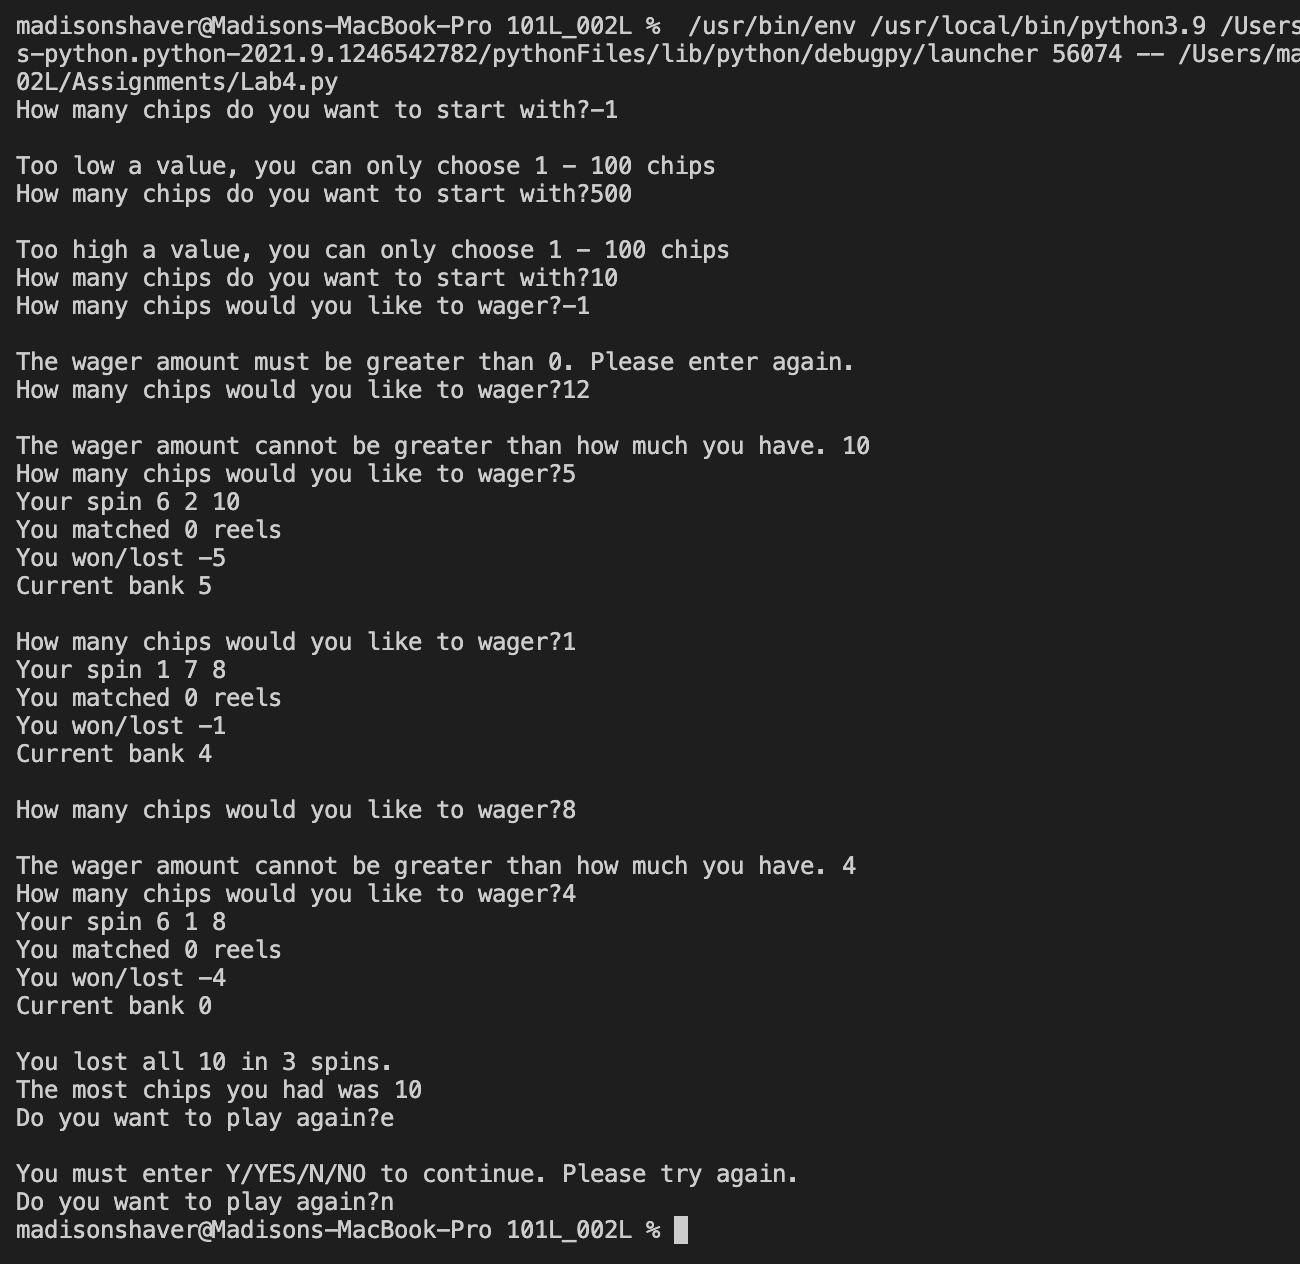 madisonshaver@Madisons-MacBook-Pro 101L_002L %  /usr/bin/env /usr/local/bin/python3.9 /Users
s-python.python-2021.9.1246542782/pythonFiles/lib/python/debugpy/launcher 56074 -- /Users/ma
02L/Assignments/Lab4.py
How many chips do you want to start with?-1
Too low a value, you can only choose 1 - 100 chips
How many chips do you want to start with?500
Too high a value, you can only choose 1 - 100 chips
How many chips do you want to start with?10
How many chips would you like to wager?-1
The wager amount must be greater than 0. Please enter again.
How many chips would you like to wager?12
The wager amount cannot be greater than how much you have. 10
How many chips would you like to wager?5
Your spin 6 2 10
You matched 0 reels
You won/lost -5
Current bank 5
How many chips would you like to wager?1
Your spin 1 7 8
You matched 0 reels
You won/lost -1
Current bank 4
How many chips would you like to wager?8
The wager amount cannot be greater than how much you have. 4
How many chips would you like to wager?4
Your spin 6 1 8
You matched 0 reels
You won/lost -4
Current bank 0
You lost all 10 in 3 spins.
The most chips you had was 10
Do you want to play again?e
You must enter Y/YES/N/NO to continue. Please try again.
Do you want to play again?n
madisonshaver@Madisons-MacBook-Pro 101L_002L %